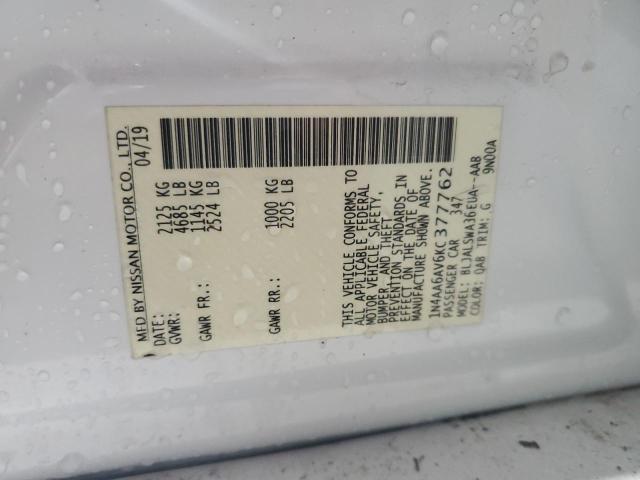 MFD BY NISSAN MOTOR CO., LTD.
DATE: 04/19
GVWR: 2125 KG
4685 LB
GAWR FR.: 1145 KG
2524 LB
GAWR RR.: 1000 KG
2205 LB
THIS VEHICLE CONFORMS TO
ALL APPLICABLE FEDERAL
MOTOR VEHICLE SAFETY,
BUMPER, AND THEFT
PREVENTION STANDARDS IN
EFFECT ON THE DATE OF
MANUFACTURE SHOWN ABOVE.
1N4AA6AV6KC377762
PASSENGER CAR 347
MODEL: BLJALSWA36EUA--AAB
COLOR: QAB TRIM: G 9N00A